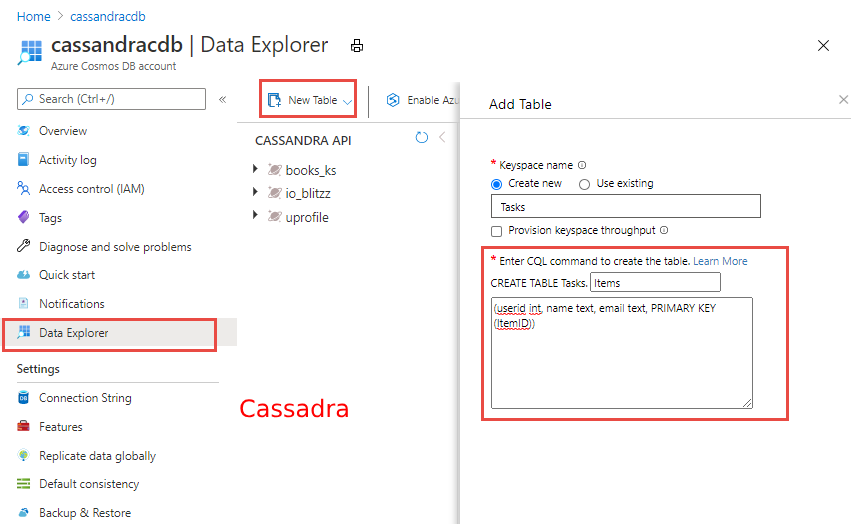 Home > cassandracdb
cassandracdb | Data Explorer
Azure Cosmos DB account
Search (Ctrl+/)
«
Overview
Activity log
Access control (IAM)
Tags
Diagnose and solve problems
Quick start
Notifications
Data Explorer
Settings
Connection String
Features
Replicate data globally
Default consistency
Backup & Restore
New Table
Enable Azu
CASSANDRA API
books_ks
io_blitzz
uprofile
Cassadra
Add Table
* Keyspace name
Create new Use existing
Tasks
Provision keyspace throughput
* Enter CQL command to create the table. Learn More
CREATE TABLE Tasks. Items
(userid int, name text, email text, PRIMARY KEY
(ItemID))